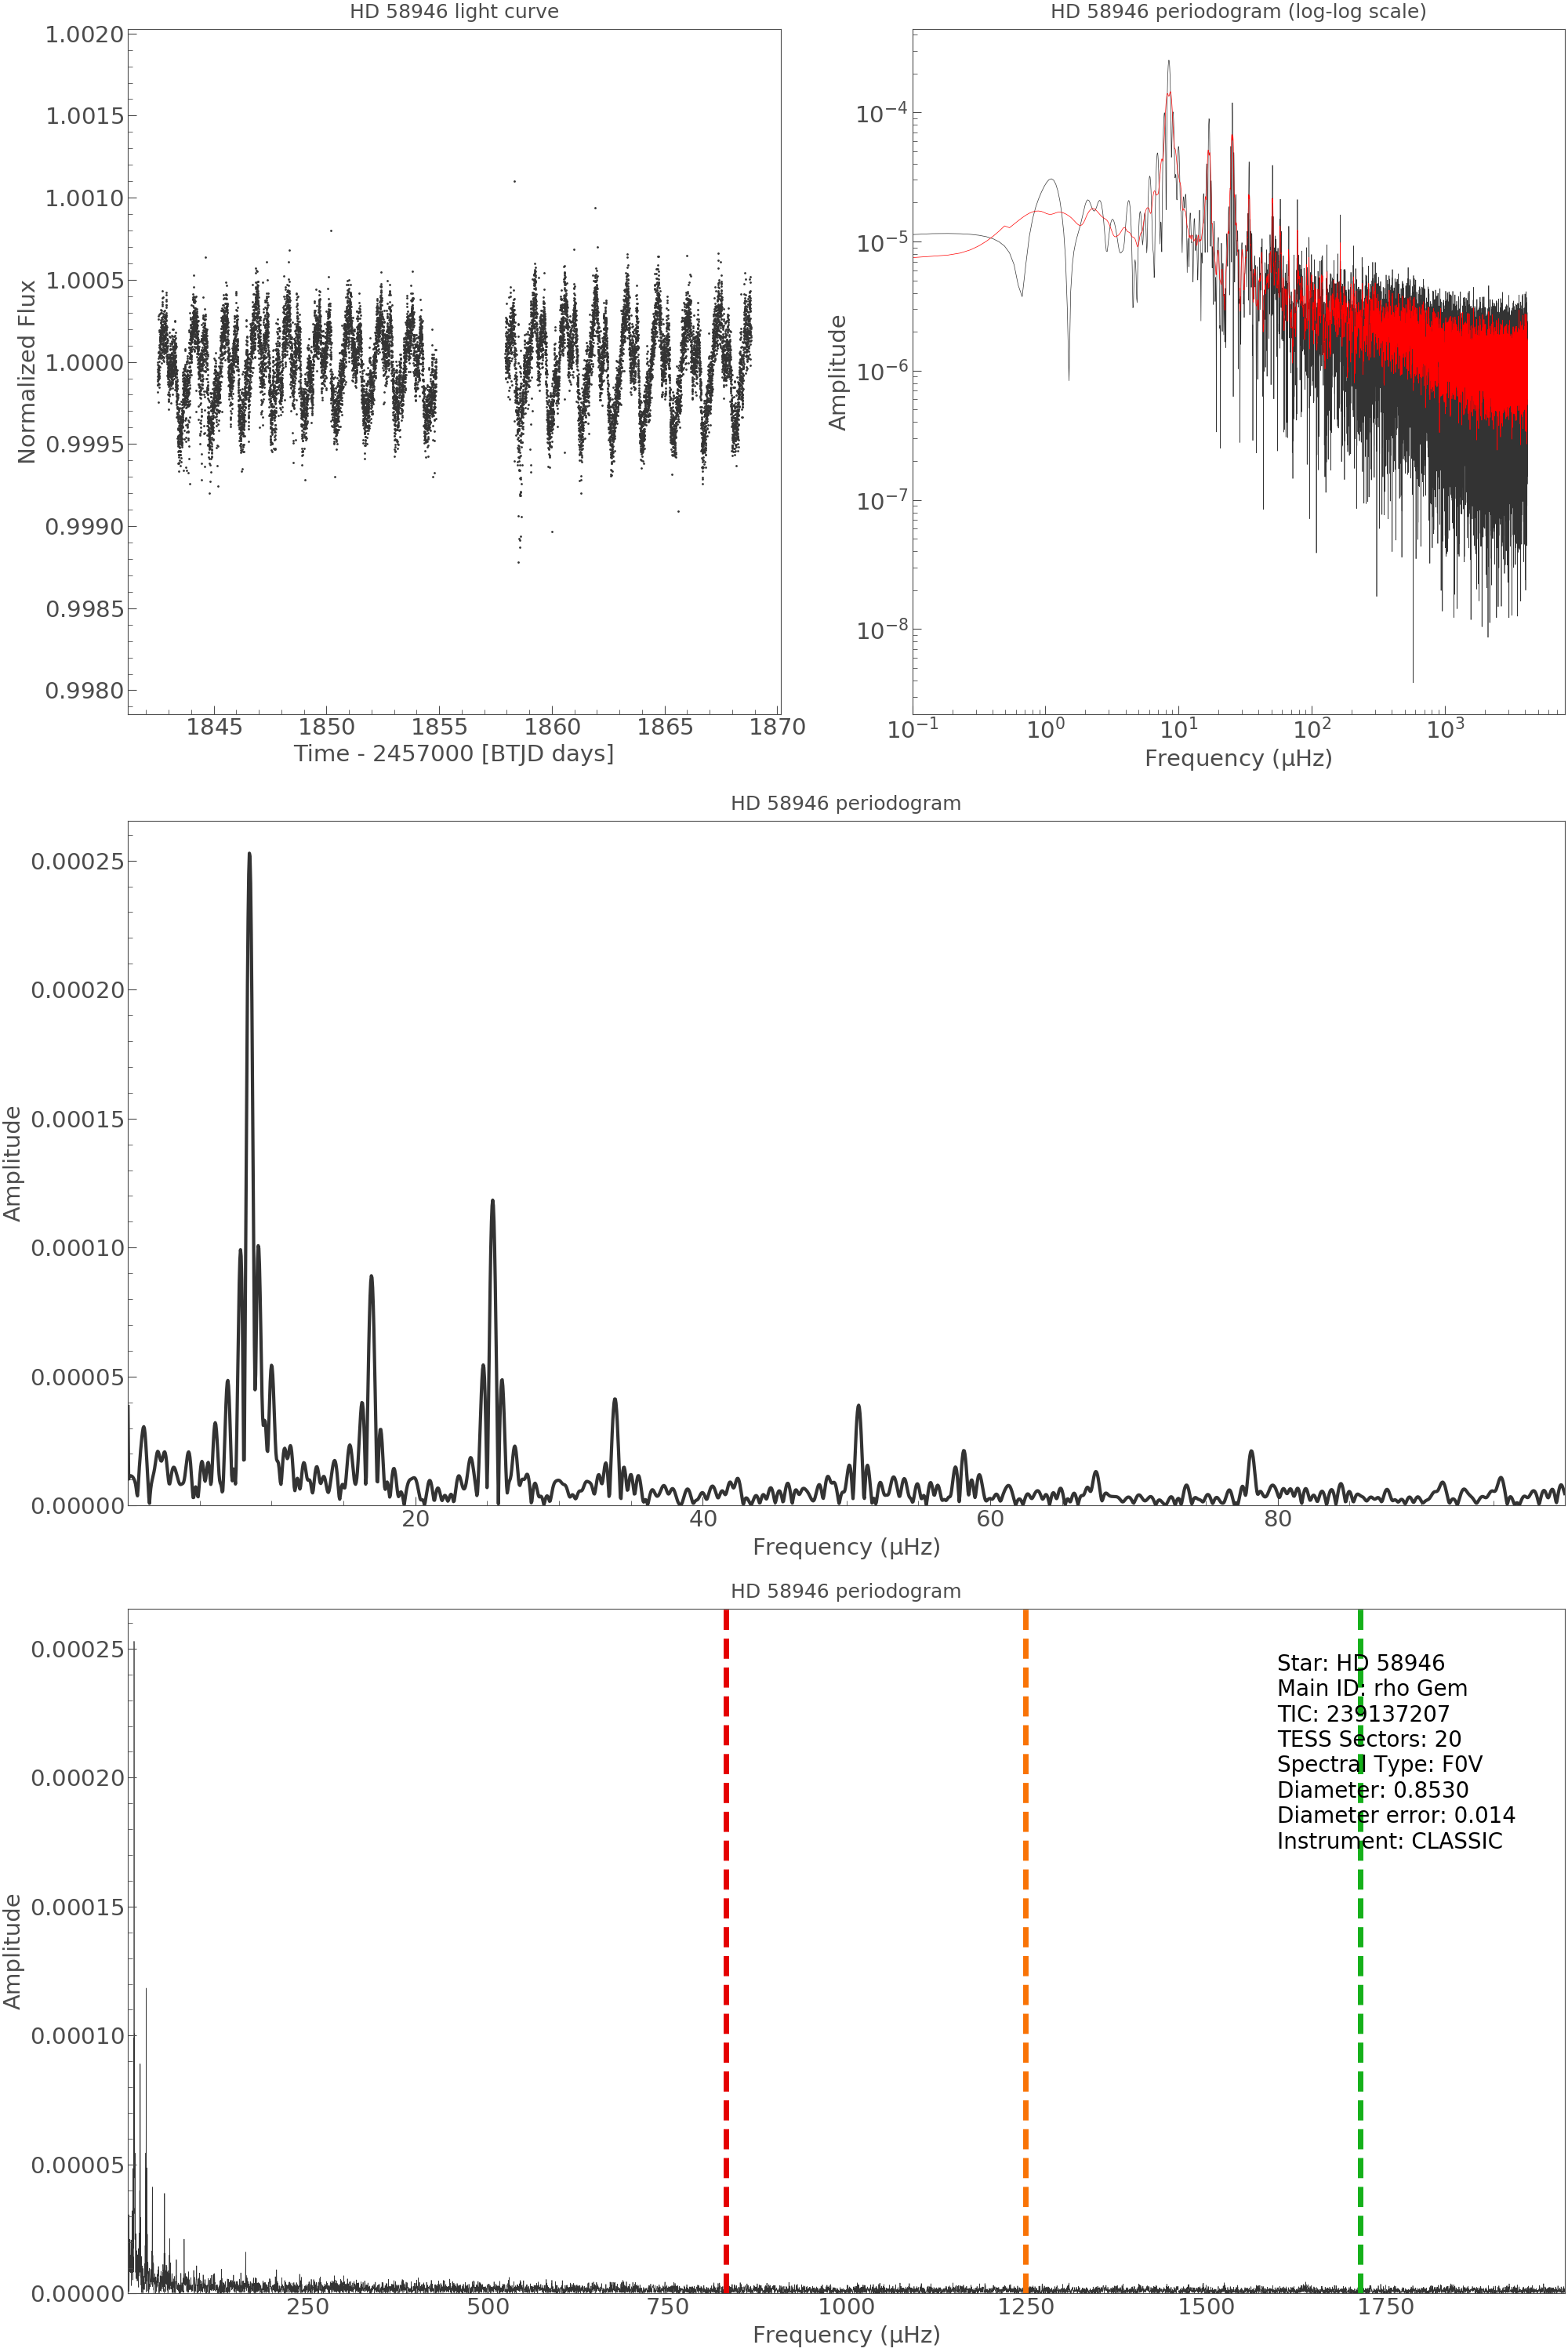 HD 58946 light curve
1.0020
1.0015
1.0010
1.0005
1.0000
0.9995
0.9990
0.9985
0.9980
Normalized Flux
1845 1850 1855 1860 1865 1870
Time - 2457000 [BTJD days]
HD 58946 periodogram (log-log scale)
10⁻⁴
10⁻⁵
10⁻⁶
10⁻⁷
10⁻⁸
Amplitude
10⁻¹ 10⁰ 10¹ 10² 10³
Frequency (μHz)
HD 58946 periodogram
0.00025
0.00020
0.00015
0.00010
0.00005
0.00000
Amplitude
20 40 60 80
Frequency (μHz)
HD 58946 periodogram
0.00025
0.00020
0.00015
0.00010
0.00005
0.00000
Amplitude
Star: HD 58946
Main ID: rho Gem
TIC: 239137207
TESS Sectors: 20
Spectral Type: F0V
Diameter: 0.8530
Diameter error: 0.014
Instrument: CLASSIC
250 500 750 1000 1250 1500 1750
Frequency (μHz)